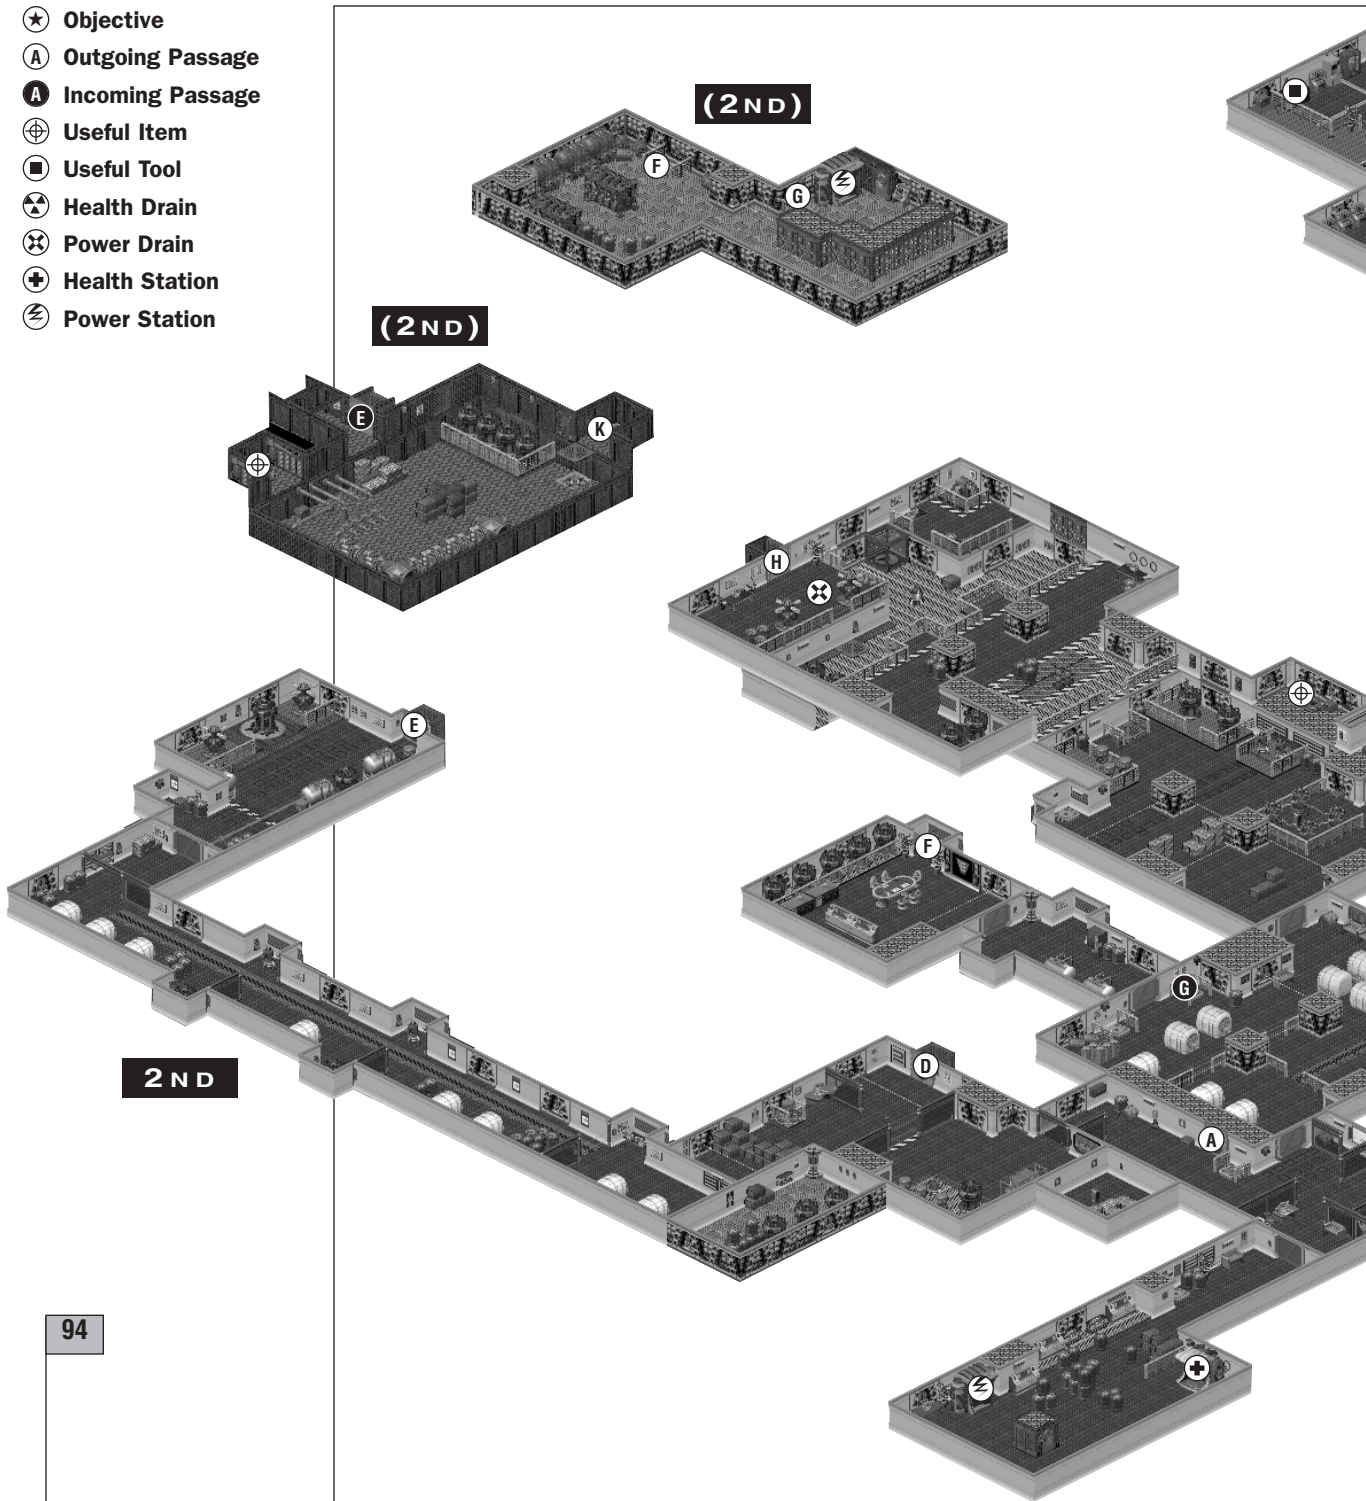 Objective
A Outgoing Passage
A Incoming Passage
Useful Item
Useful Tool
Health Drain
Power Drain
Health Station
Power Station
(2ND)
F
G
(2ND)
E
K
H
E
F
G
2ND
D
A
94